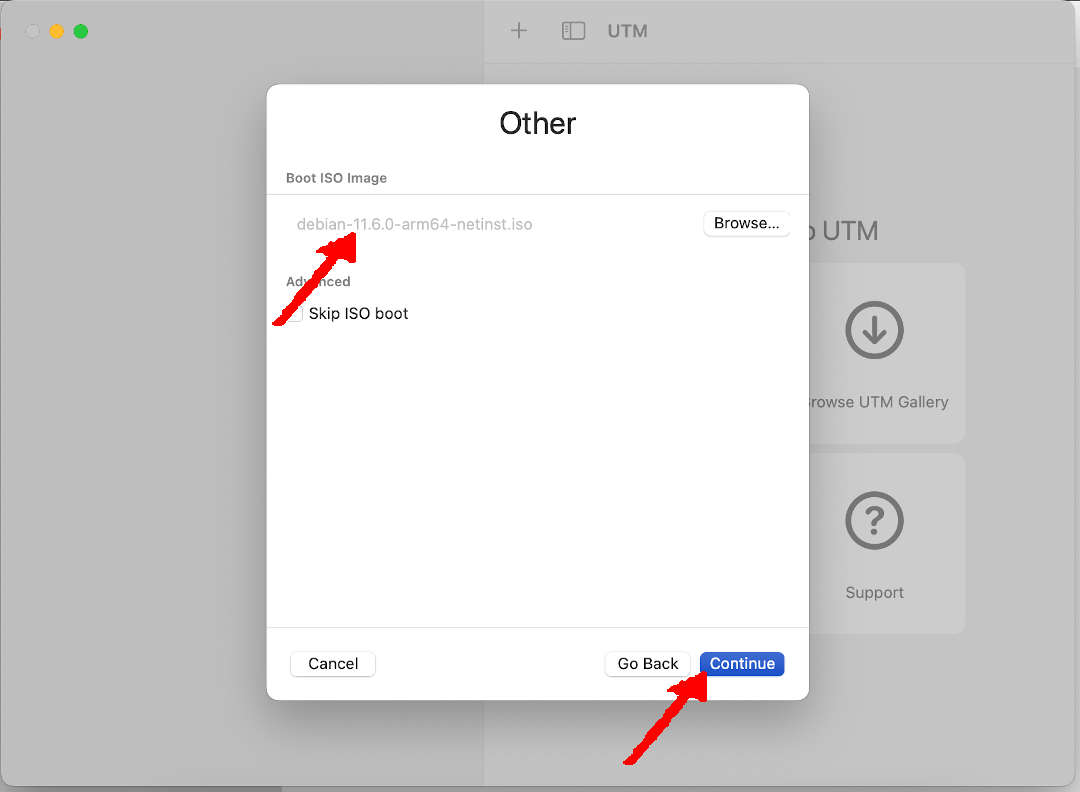 UTM
Other
Boot ISO Image
debian-11.6.0-arm64-netinst.iso
Browse...
UTM
Advanced
Skip ISO boot
Browse UTM Gallery
Support
Cancel
Go Back
Continue